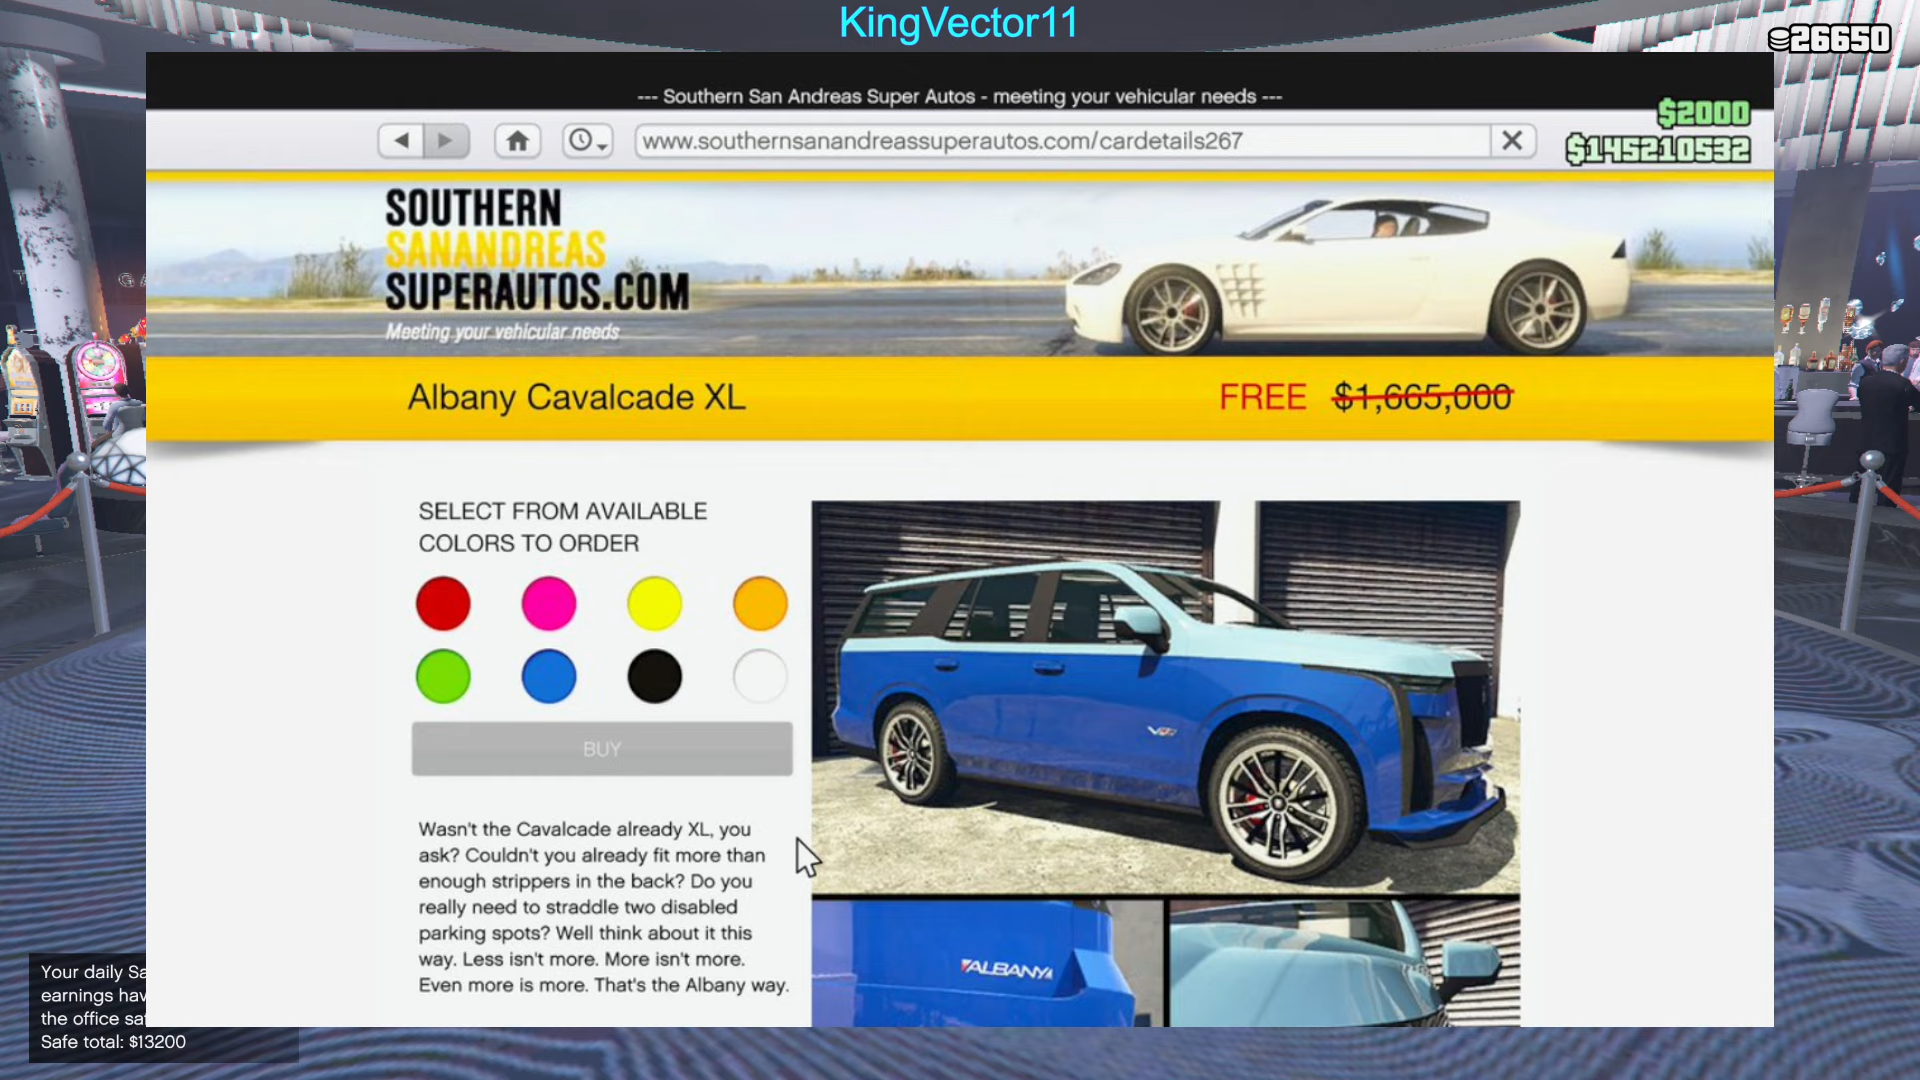 KingVector11
26650
--- Southern San Andreas Super Autos - meeting your vehicular needs ---
$2000
www.southernsanandreassuperautos.com/cardetails267
$145210532
SOUTHERN
SANANDREAS
SUPERAUTOS.COM
Meeting your vehicular needs
Albany Cavalcade XL
FREE $1,665,000
SELECT FROM AVAILABLE
COLORS TO ORDER
BUY
Wasn't the Cavalcade already XL, you
ask? Couldn't you already fit more than
enough strippers in the back? Do you
really need to straddle two disabled
parking spots? Well think about it this
way. Less isn't more. More isn't more.
Even more is more. That's the Albany way.
ALBANY
Your daily Sa
earnings hav
the office saf
Safe total: $13200